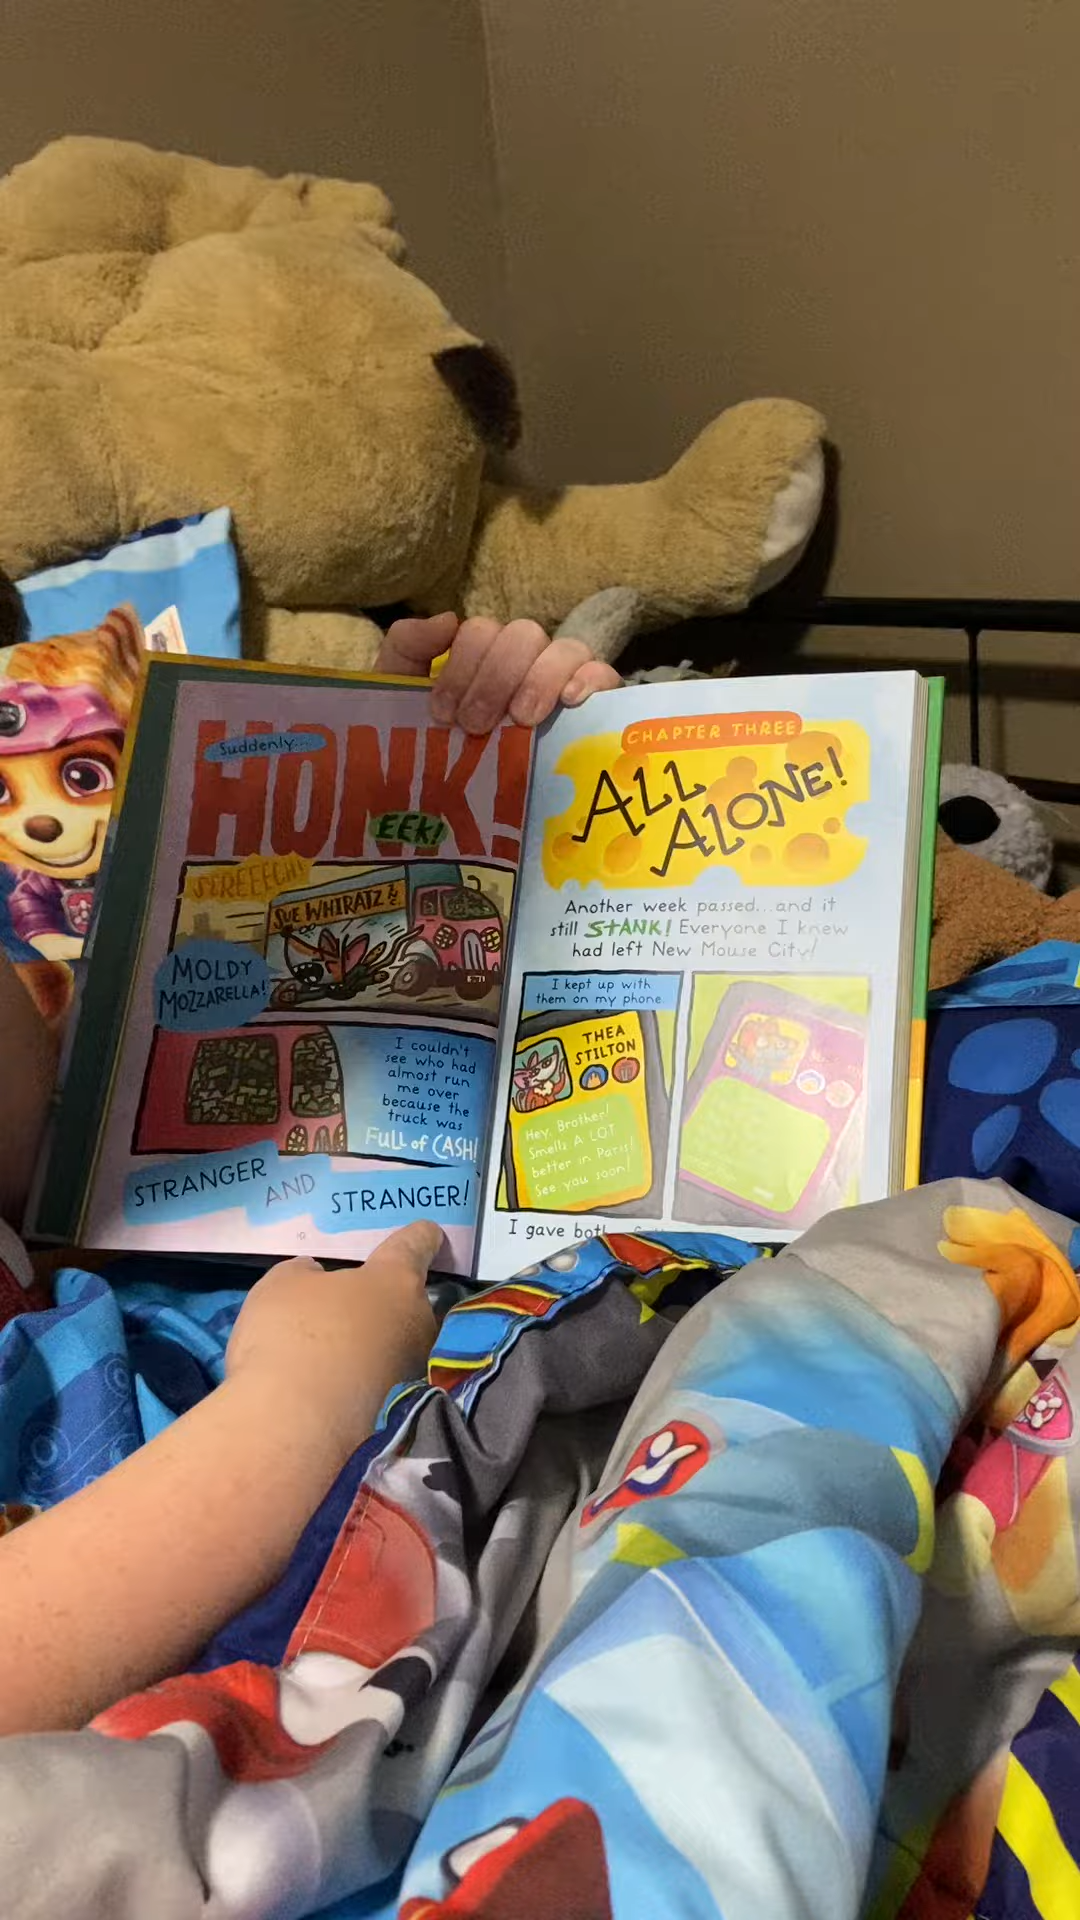 Suddenly...
HONK!
EEK!
SCREEECH!
SUE WHIRATZ
MOLDY
MOZZARELLA!
I couldn't
see who had
almost run
me over
because the
truck was
FULL of CASH!
STRANGER
AND
STRANGER!
CHAPTER THREE
ALL
ALONE!
Another week passed...and it
still STANK! Everyone I knew
had left New Mouse City!
I kept up with
them on my phone.
THEA
STILTON
Hey, Brother!
Smells A LOT
better in Paris!
See you soon!
I gave both